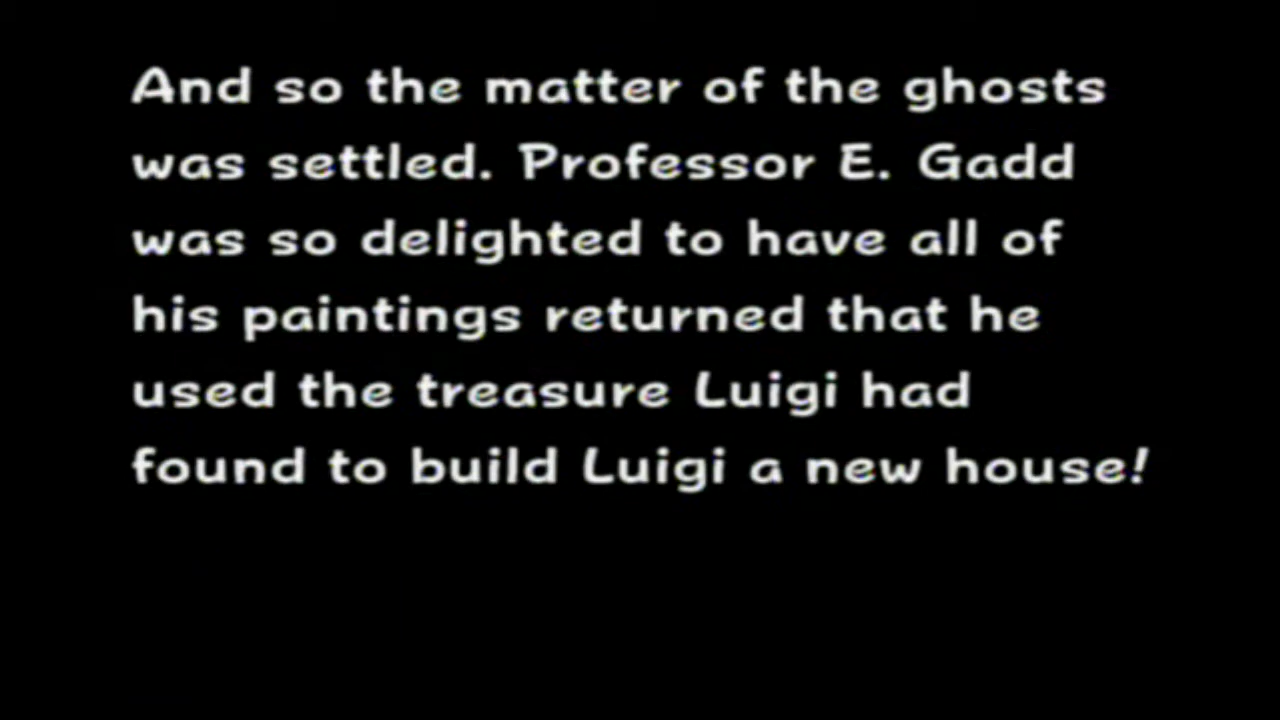 And so the matter of the ghosts
was settled. Professor E. Gadd
was so delighted to have all of
his paintings returned that he
used the treasure Luigi had
found to build Luigi a new house!